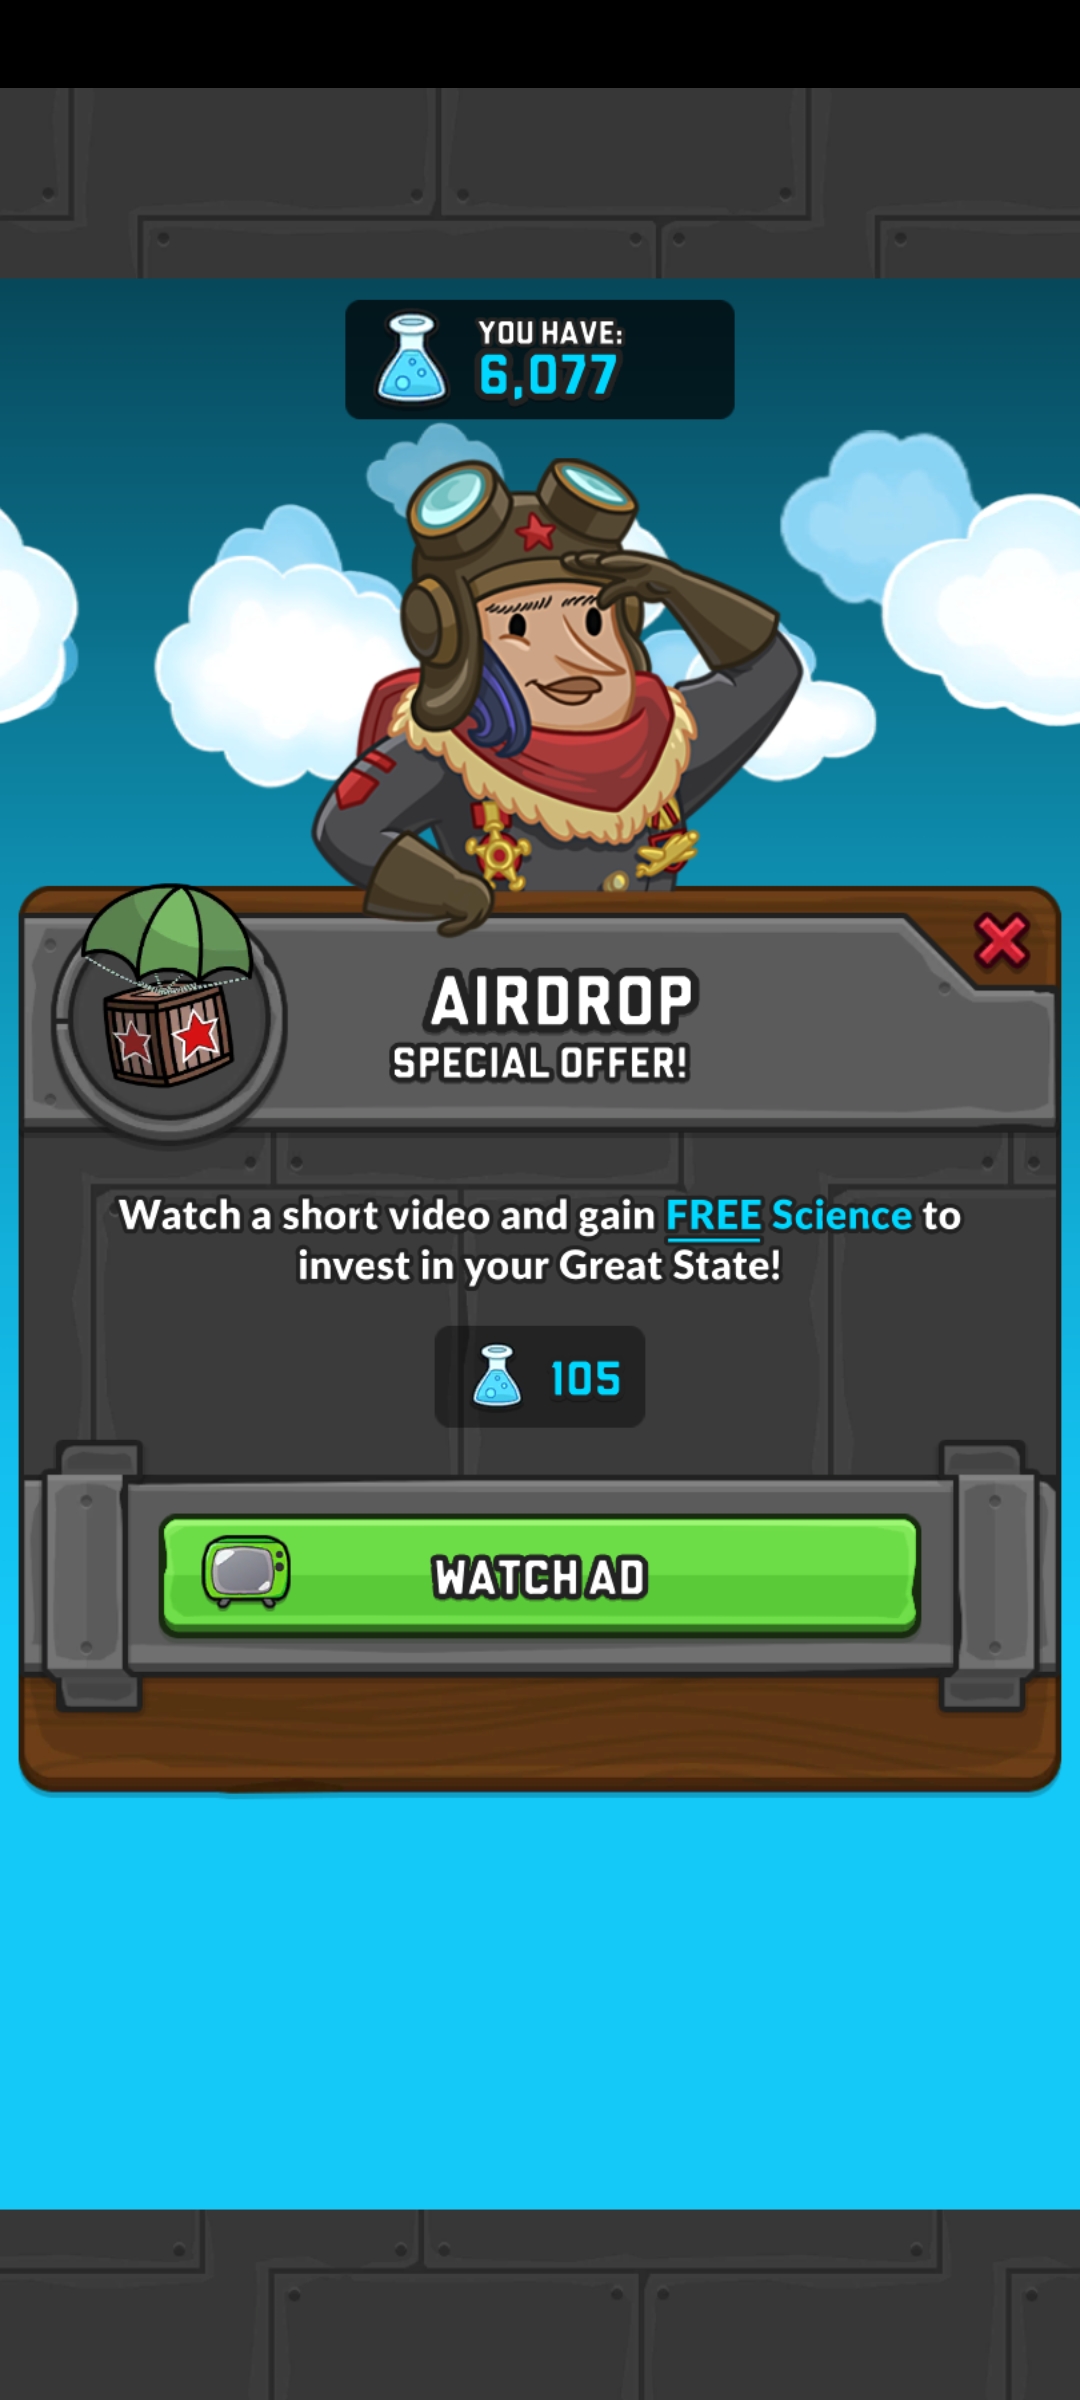 YOU HAVE:
6,077
AIRDROP
SPECIAL OFFER!
Watch a short video and gain FREE Science to
invest in your Great State!
105
WATCH AD